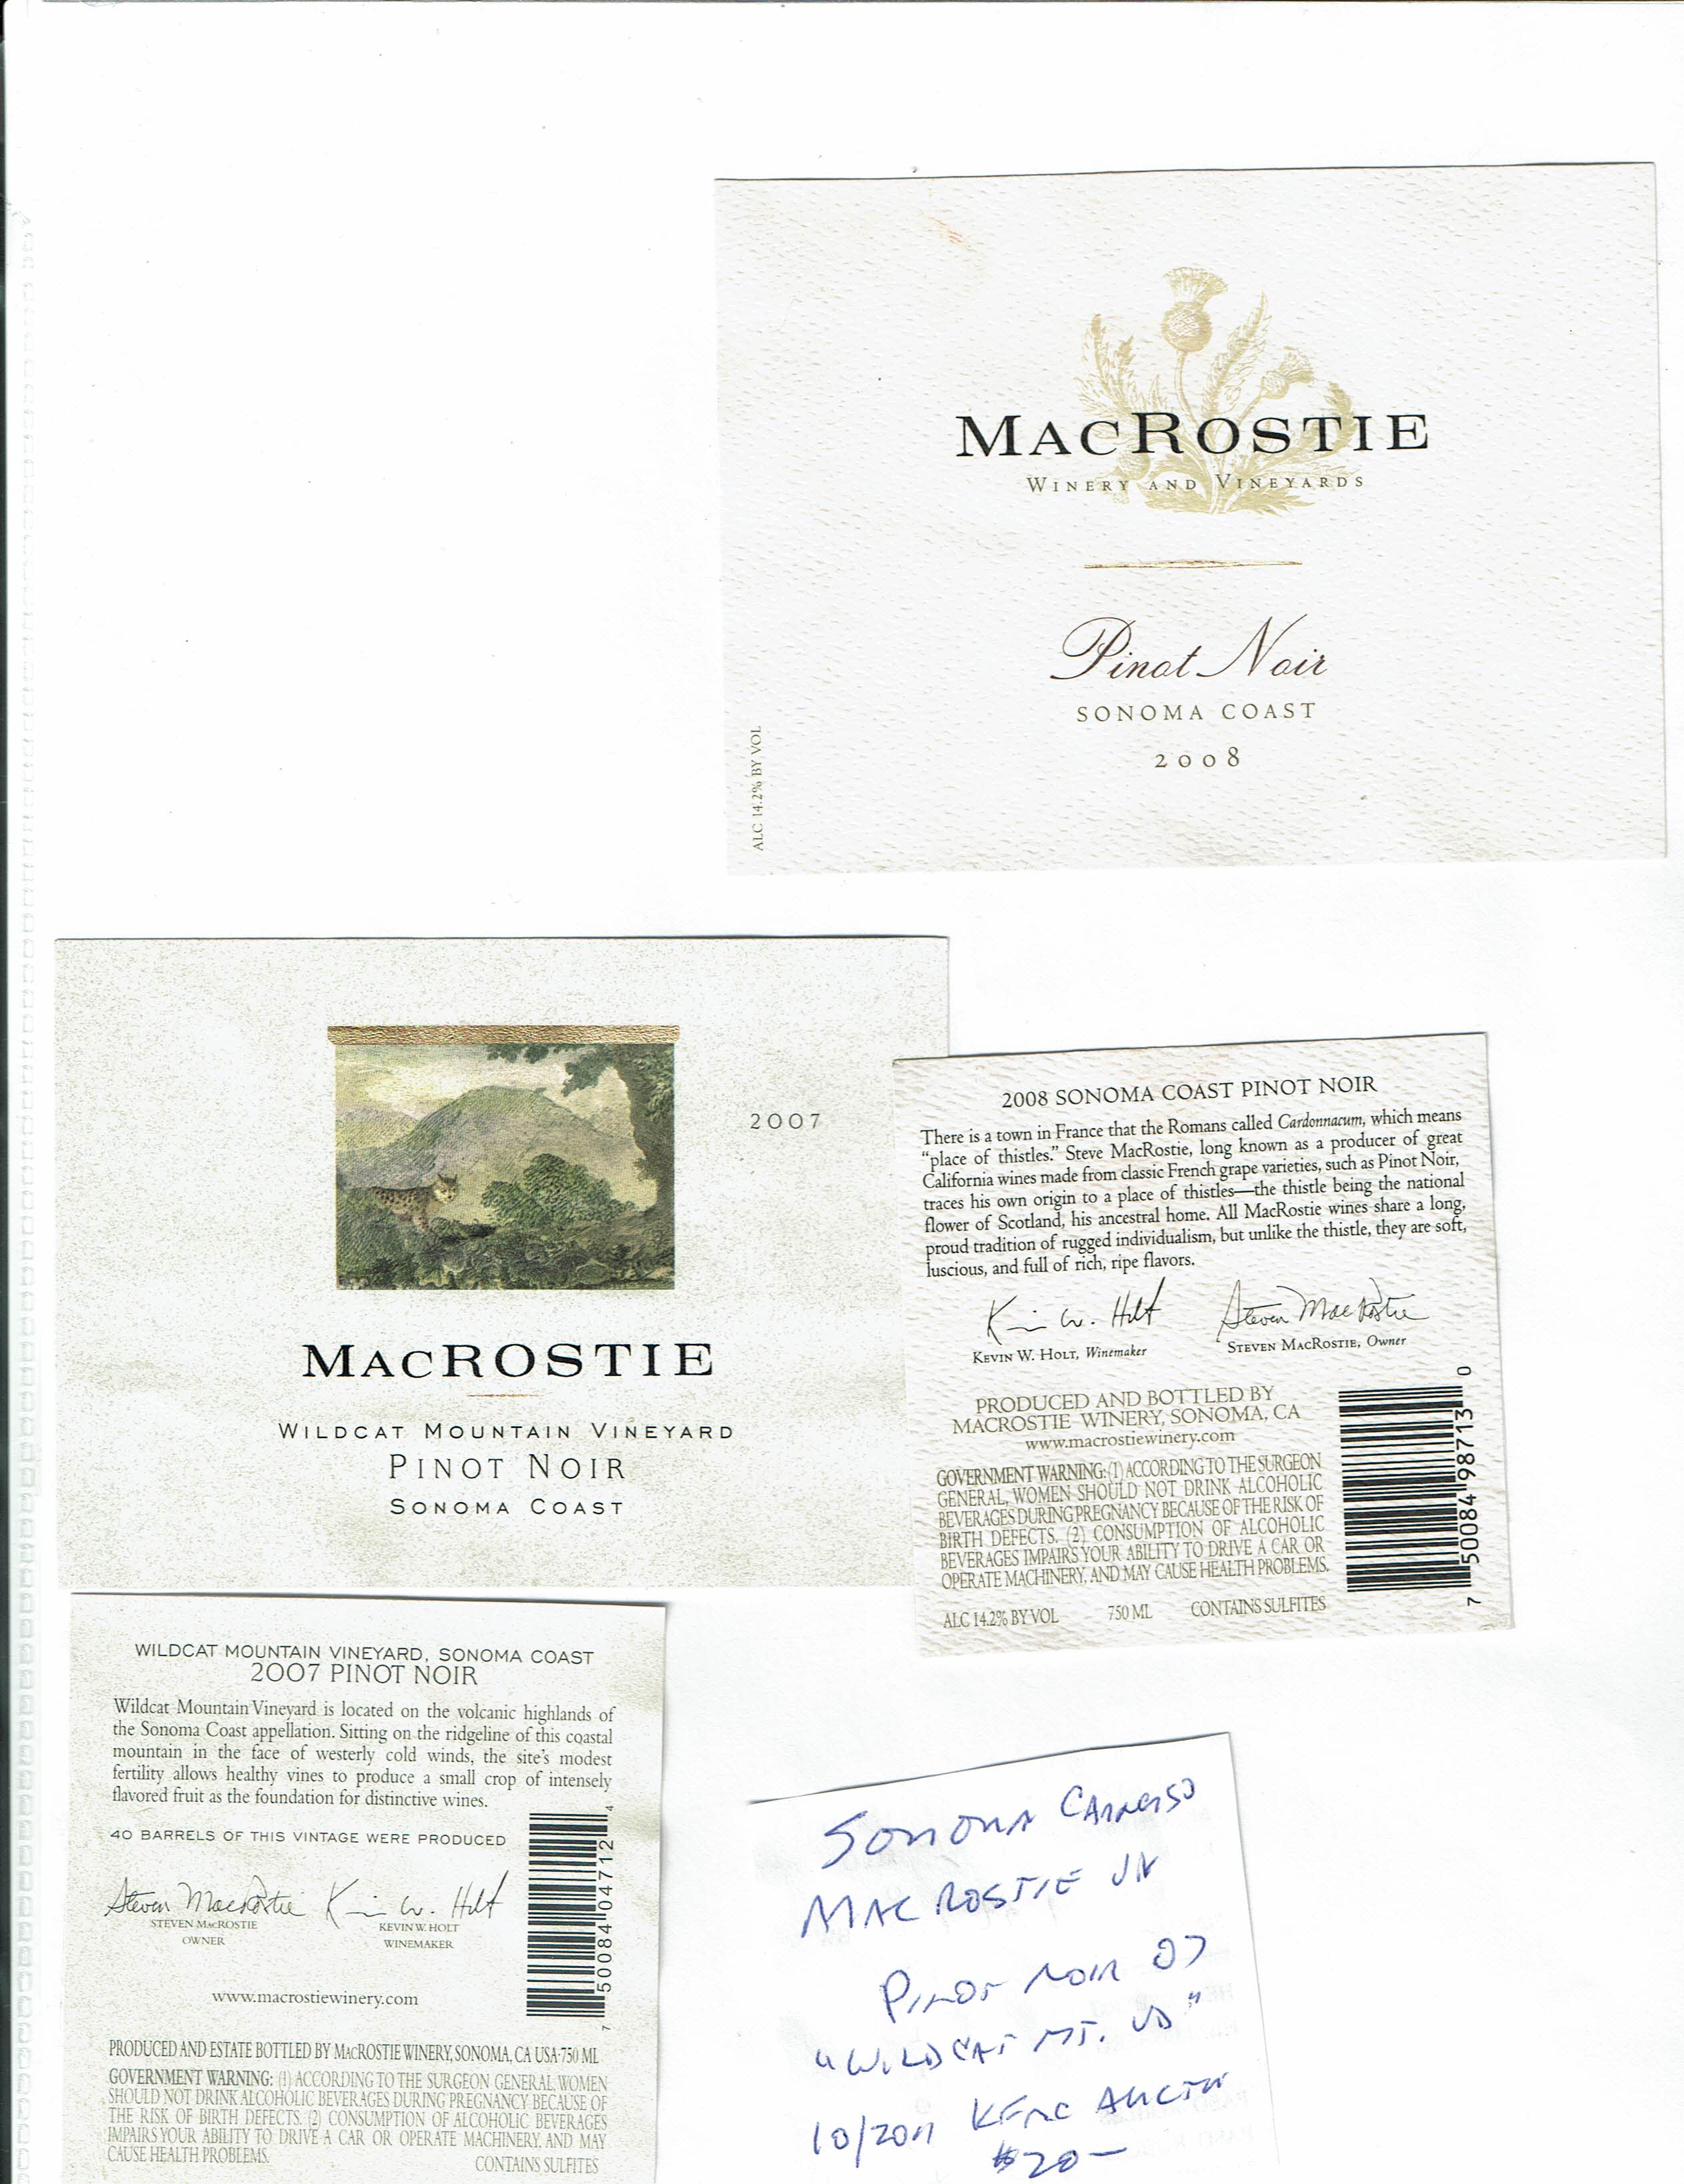 MACROSTIE
WINERY AND VINEYARDS
Pinot Noir
SONOMA COAST
2008
ALC 14.2% BY VOL
2007
MACROSTIE
WILDCAT MOUNTAIN VINEYARD
PINOT NOIR
SONOMA COAST
2008 SONOMA COAST PINOT NOIR
There is a town in France that the Romans called Cardonnacum, which means
"place of thistles." Steve MacRostie, long known as a producer of great
California wines made from classic French grape varieties, such as Pinot Noir,
traces his own origin to a place of thistles—the thistle being the national
flower of Scotland, his ancestral home. All MacRostie wines share a long,
proud tradition of rugged individualism, but unlike the thistle, they are soft,
luscious, and full of rich, ripe flavors.
Kevin W. Holt Steven MacRostie
KEVIN W. HOLT, Winemaker STEVEN MACROSTIE, Owner
PRODUCED AND BOTTLED BY
MACROSTIE WINERY, SONOMA, CA
www.macrostiewinery.com
GOVERNMENT WARNING: (1) ACCORDING TO THE SURGEON
GENERAL, WOMEN SHOULD NOT DRINK ALCOHOLIC
BEVERAGES DURING PREGNANCY BECAUSE OF THE RISK OF
BIRTH DEFECTS. (2) CONSUMPTION OF ALCOHOLIC
BEVERAGES IMPAIRS YOUR ABILITY TO DRIVE A CAR OR
OPERATE MACHINERY, AND MAY CAUSE HEALTH PROBLEMS.
ALC 14.2% BY VOL 750 ML CONTAINS SULFITES
7 50084 98713 0
WILDCAT MOUNTAIN VINEYARD, SONOMA COAST
2007 PINOT NOIR
Wildcat Mountain Vineyard is located on the volcanic highlands of
the Sonoma Coast appellation. Sitting on the ridgeline of this coastal
mountain in the face of westerly cold winds, the site's modest
fertility allows healthy vines to produce a small crop of intensely
flavored fruit as the foundation for distinctive wines.
40 BARRELS OF THIS VINTAGE WERE PRODUCED
Steven MacRostie Kevin W. Holt
STEVEN MACROSTIE KEVIN W. HOLT
OWNER WINEMAKER
www.macrostiewinery.com
7 50084 04712 4
PRODUCED AND ESTATE BOTTLED BY MACROSTIE WINERY, SONOMA, CA USA·750 ML
GOVERNMENT WARNING: (1) ACCORDING TO THE SURGEON GENERAL, WOMEN
SHOULD NOT DRINK ALCOHOLIC BEVERAGES DURING PREGNANCY BECAUSE OF
THE RISK OF BIRTH DEFECTS. (2) CONSUMPTION OF ALCOHOLIC BEVERAGES
IMPAIRS YOUR ABILITY TO DRIVE A CAR OR OPERATE MACHINERY, AND MAY
CAUSE HEALTH PROBLEMS.
CONTAINS SULFITES
SONOMA
MACROSTIE
PINOT NOIR 07
"WILDCAT MT. VD"
10/2011 AUCTN
$20—